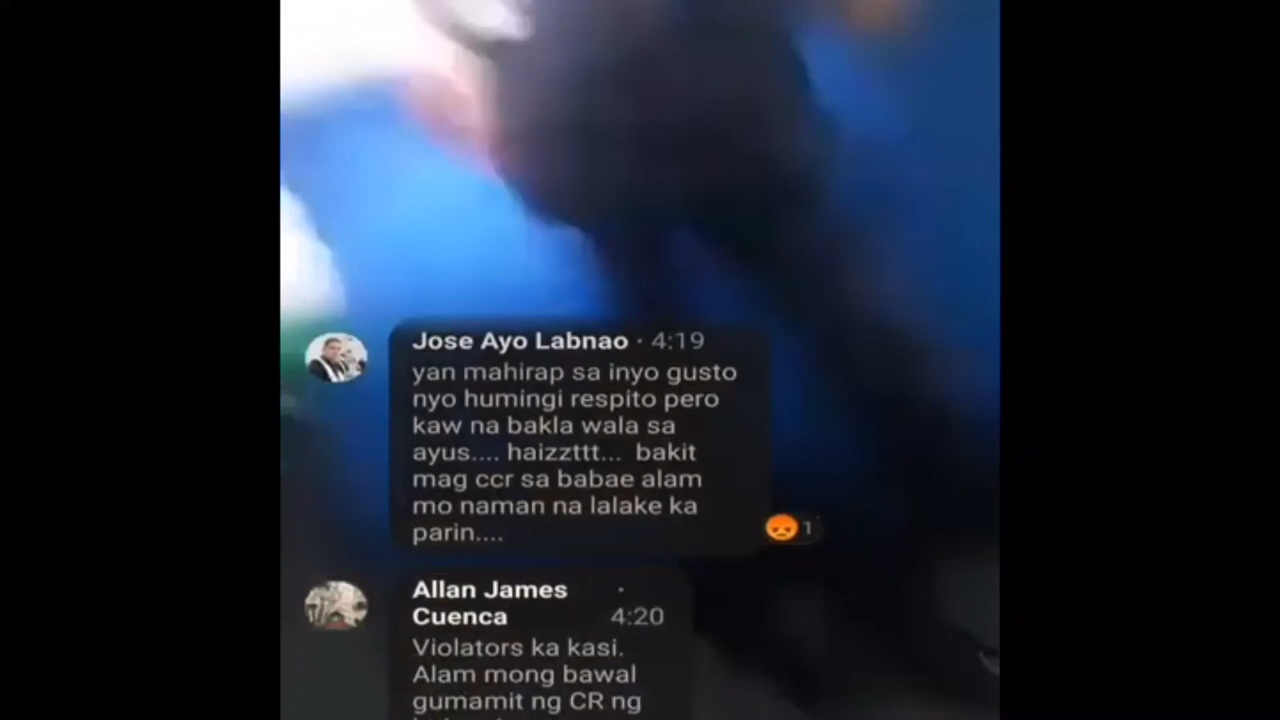 Jose Ayo Labnao · 4:19
yan mahirap sa inyo gusto
nyo humingi respito pero
kaw na bakla wala sa
ayus.... haizzttt... bakit
mag ccr sa babae alam
mo naman na lalake ka
parin....
1
Allan James ·
Cuenca 4:20
Violators ka kasi.
Alam mong bawal
gumamit ng CR ng